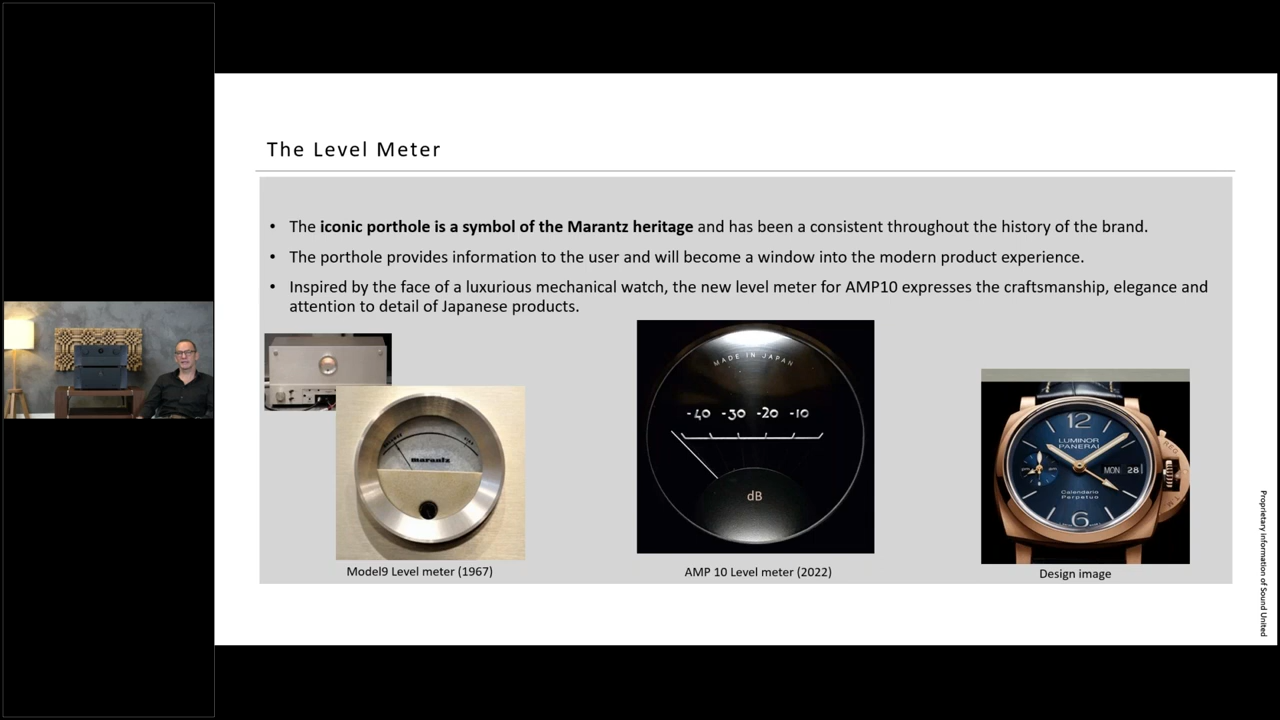 The Level Meter
• The iconic porthole is a symbol of the Marantz heritage and has been a consistent throughout the history of the brand.
• The porthole provides information to the user and will become a window into the modern product experience.
• Inspired by the face of a luxurious mechanical watch, the new level meter for AMP10 expresses the craftsmanship, elegance and
attention to detail of Japanese products.
marantz
Model9 Level meter (1967)
MADE IN JAPAN
-40 -30 -20 -10
dB
AMP 10 Level meter (2022)
12
LUMINOR
PANERAI
MON 28
Calendario
Perpetuo
6
Design image
Proprietary Information of Sound United